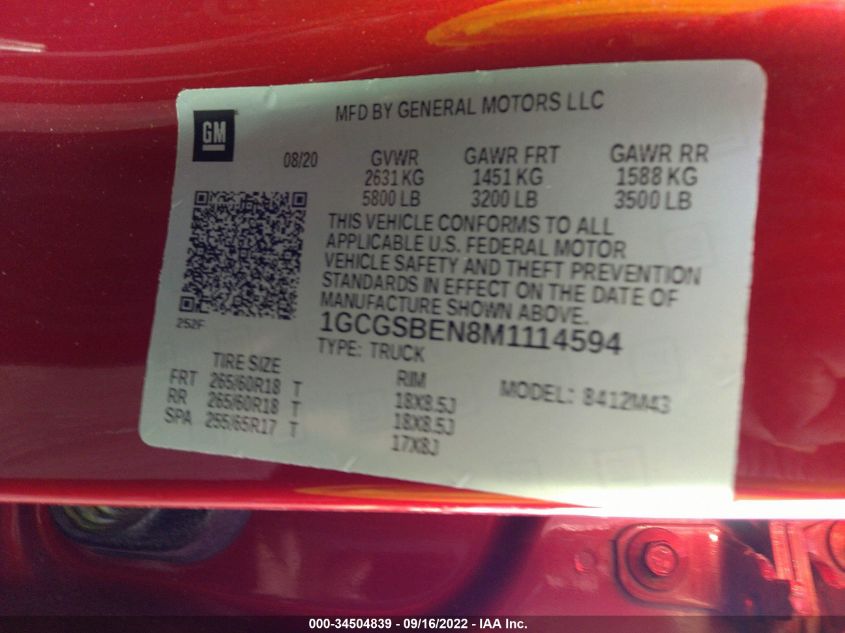 GM
MFD BY GENERAL MOTORS LLC
08/20 GVWR GAWR FRT GAWR RR
2631 KG 1451 KG 1588 KG
5800 LB 3200 LB 3500 LB
THIS VEHICLE CONFORMS TO ALL
APPLICABLE U.S. FEDERAL MOTOR
VEHICLE SAFETY AND THEFT PREVENTION
STANDARDS IN EFFECT ON THE DATE OF
MANUFACTURE SHOWN ABOVE.
252F
1GCGSBEN8M1114594
TYPE: TRUCK
TIRE SIZE RIM MODEL: 8412M43
FRT 265/60R18 T 18X8.5J
RR 265/60R18 T 18X8.5J
SPA 255/65R17 T 17X8J
000-34504839 - 09/16/2022 - IAA Inc.